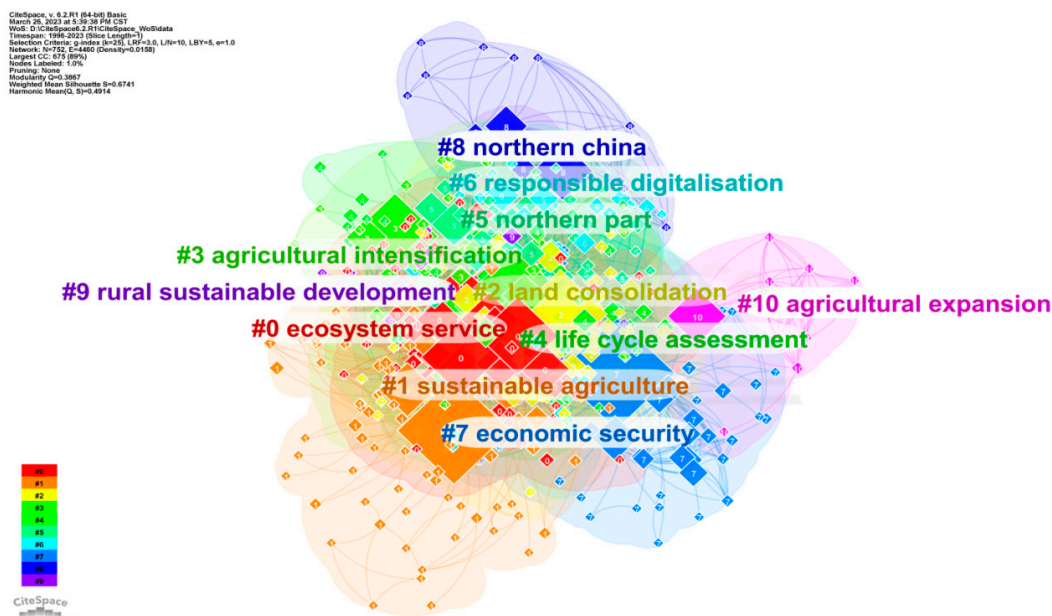 CiteSpace, v. 6.2.R1 (64-bit) Basic
March 26, 2023 at 5:39:38 PM CST
WoS: D:\CiteSpace6.2.R1\CiteSpace_WoS\data
Timespan: 1996-2023 (Slice Length=1)
Selection Criteria: g-index (k=25), LRF=3.0, L/N=10, LBY=5, e=1.0
Network: N=752, E=4460 (Density=0.0158)
Largest CC: 675 (89%)
Nodes Labeled: 1.0%
Pruning: None
Modularity Q=0.3867
Weighted Mean Silhouette S=0.6741
Harmonic Mean(Q, S)=0.4914
#8 northern china
#6 responsible digitalisation
#5 northern part
#3 agricultural intensification
#9 rural sustainable development
#2 land consolidation
#10 agricultural expansion
#0 ecosystem service
#4 life cycle assessment
#1 sustainable agriculture
#7 economic security
#0
#1
#2
#3
#4
#5
#6
#7
#8
#9
CiteSpace